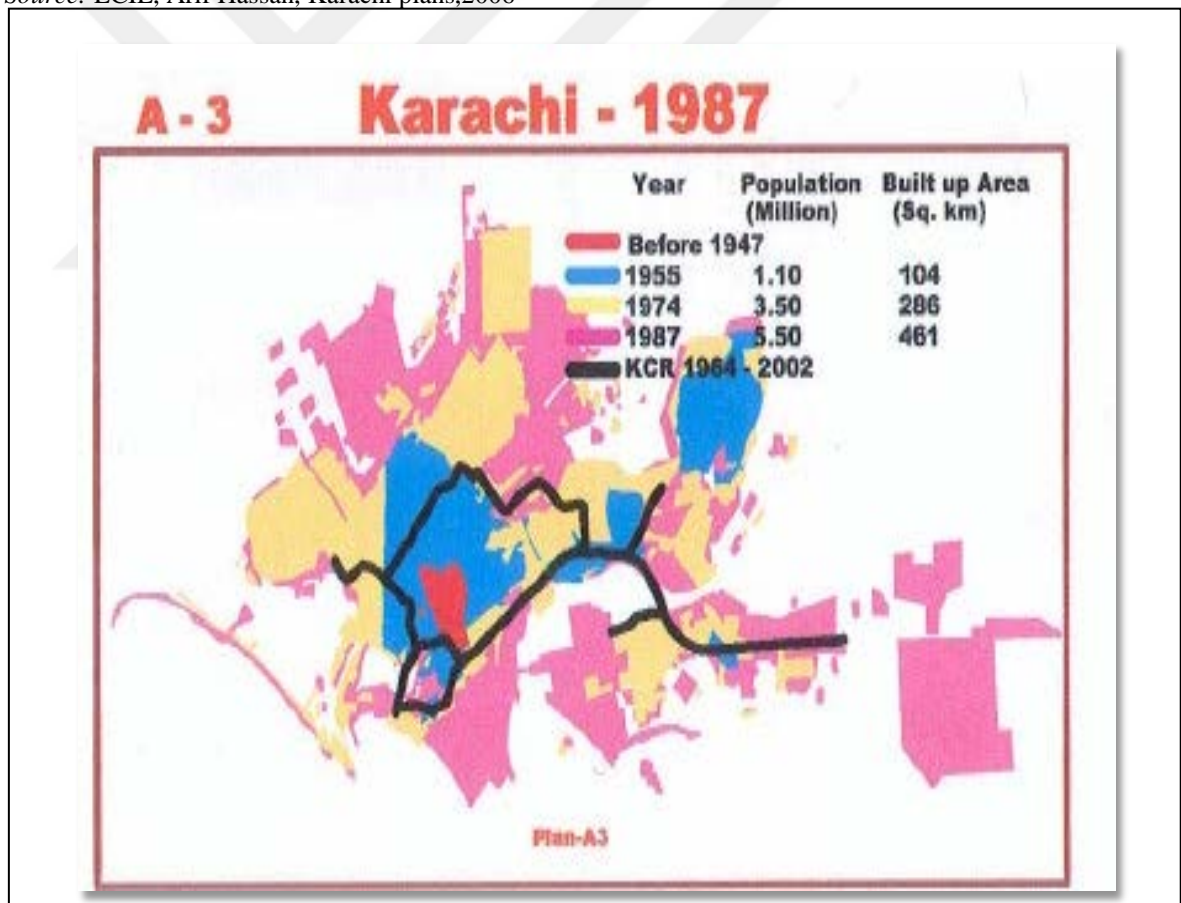 source: ECIL, Arif Hassan, Karachi plans,2006
A - 3 Karachi - 1987
Year Population Built up Area
(Million) (Sq. km)
Before 1947
1955 1.10 104
1974 3.50 286
1987 5.50 461
KCR 1964 - 2002
Plan-A3